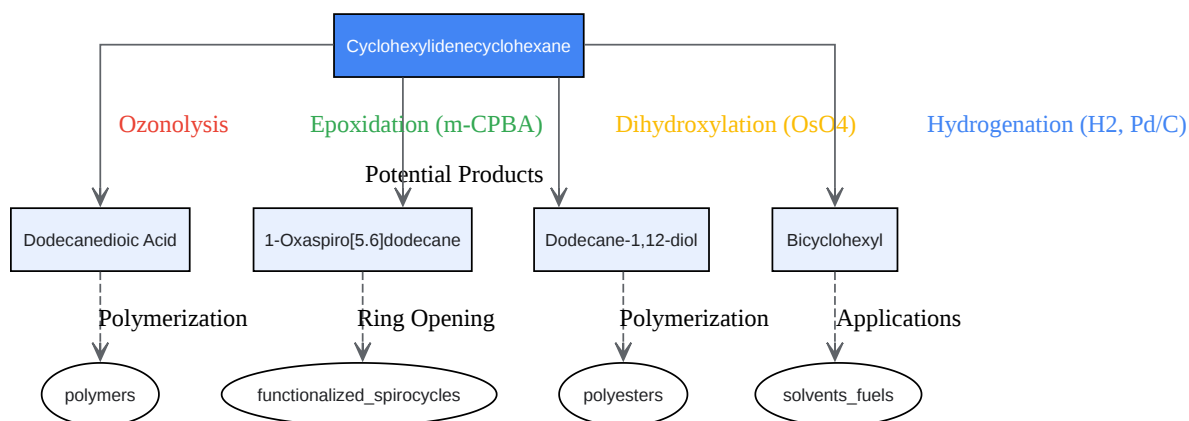 Cyclohexylidenecyclohexane
Ozonolysis
Epoxidation (m-CPBA)
Dihydroxylation (OsO4)
Hydrogenation (H2, Pd/C)
Potential Products
Dodecanedioic Acid
1-Oxaspiro[5.6]dodecane
Dodecane-1,12-diol
Bicyclohexyl
Polymerization
Ring Opening
Polymerization
Applications
polymers
functionalized_spirocycles
polyesters
solvents_fuels